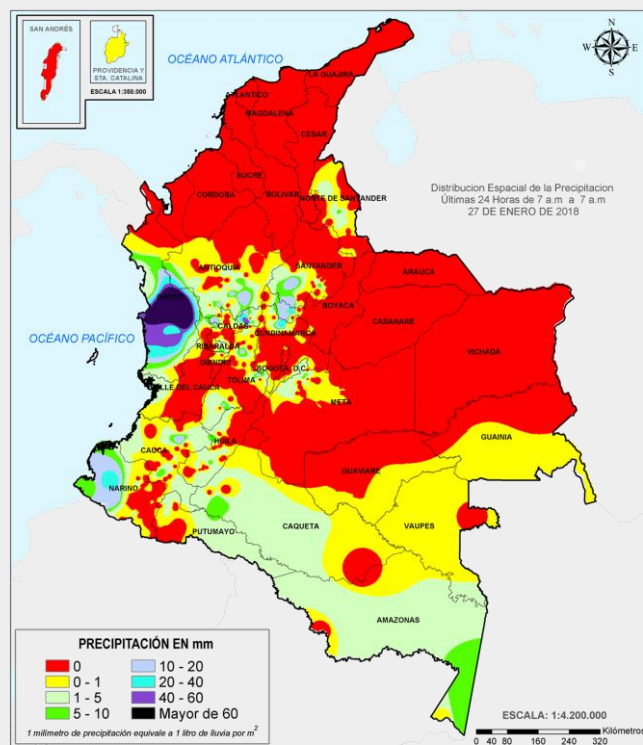 SAN ANDRÉS
PROVIDENCIA Y
STA. CATALINA
ESCALA 1:350.000
OCÉANO ATLÁNTICO
N
W
E
S
LA GUAJIRA
ATLANTICO
MAGDALENA
CESAR
SUCRE
CORDOBA
BOLIVAR
NORTE DE SANTANDER
Distribucion Espacial de la Precipitacion
Últimas 24 Horas de 7 a.m a 7 a.m
27 DE ENERO DE 2018
ANTIOQUIA
SANTANDER
ARAUCA
BOYACA
OCÉANO PACÍFICO
CALDAS
CUNDINAMARCA
CASANARE
RISARALDA
VICHADA
QUINDIO
BOGOTA, D.C.
TOLIMA
VALLE DEL CAUCA
META
GUAINIA
HUILA
CAUCA
GUAVIARE
NARIÑO
CAQUETA
VAUPES
PUTUMAYO
AMAZONAS
PRECIPITACIÓN EN mm
0
10 - 20
0 - 1
20 - 40
1 - 5
40 - 60
5 - 10
Mayor de 60
1 milimetro de precipitación equivale a 1 litro de lluvia por m²
ESCALA: 1:4.200.000
Kilómetros
0 40 80 160 240 320